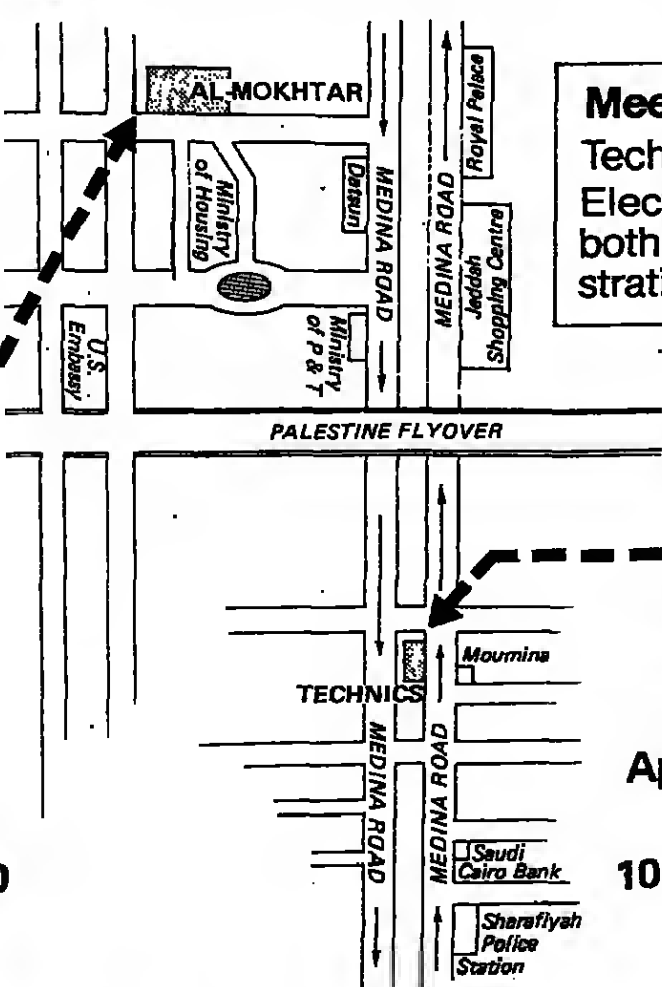 AL-MOKHTAR
Royal Palace
Mee
Tech
Elec
both
strati
Ministry
of Housing
Datsun
MEDINA ROAD
MEDINA ROAD
Jeddah
Shopping Centre
U.S.
Embassy
Ministry
of P & T
PALESTINE FLYOVER
Moumina
TECHNICS
MEDINA ROAD
MEDINA ROAD
Ap
Saudi
Cairo Bank
10
Sharafiyah
Police
Station